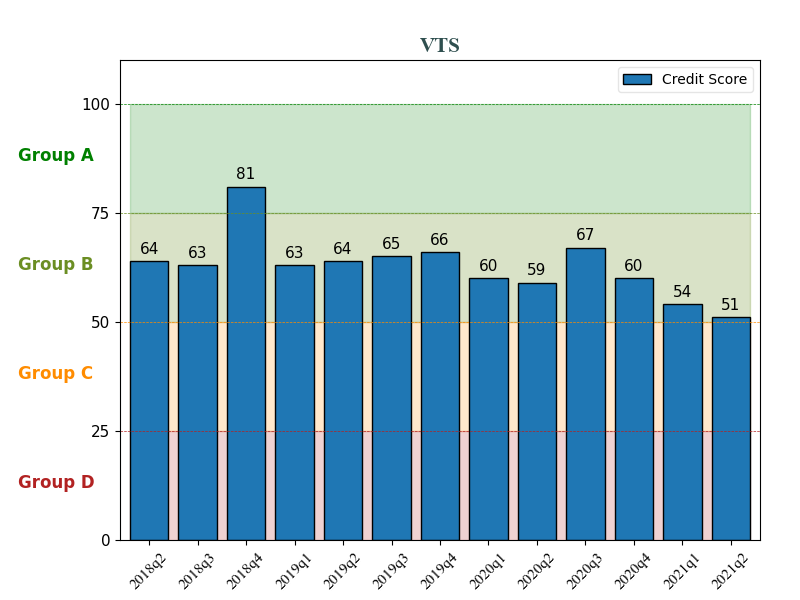 VTS
Credit Score
100
Group A
81
75
64
63
63
64
65
66
60
59
67
60
54
51
Group B
50
Group C
25
Group D
0
2018q2
2018q3
2018q4
2019q1
2019q2
2019q3
2019q4
2020q1
2020q2
2020q3
2020q4
2021q1
2021q2